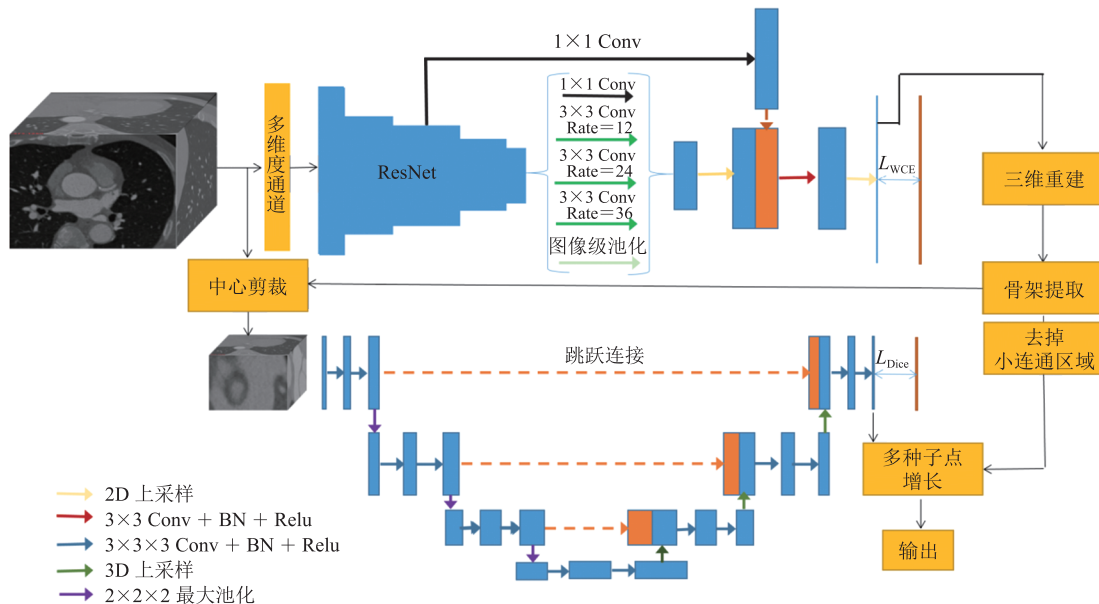 1×1 Conv
多维度通道
ResNet
1×1 Conv
3×3 Conv
Rate=12
3×3 Conv
Rate=24
3×3 Conv
Rate=36
图像级池化
L_WCE
三维重建
中心剪裁
骨架提取
去掉
小连通区域
跳跃连接
L_Dice
多种子点
增长
输出
2D 上采样
3×3 Conv + BN + Relu
3×3×3 Conv + BN + Relu
3D 上采样
2×2×2 最大池化